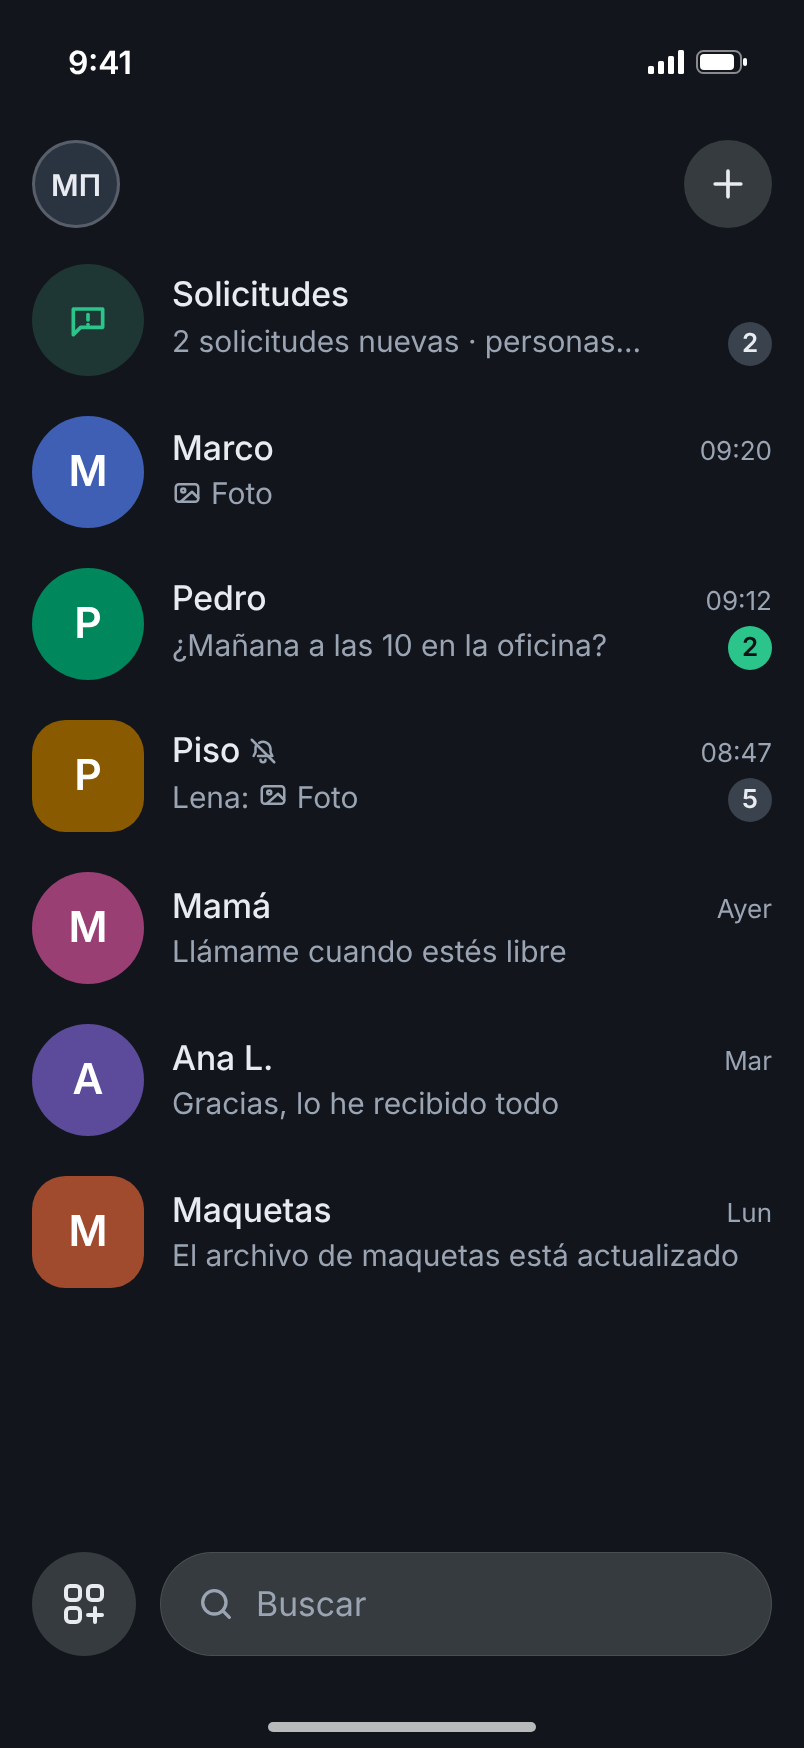 9:41
МП
Solicitudes
2 solicitudes nuevas · personas...
2
Marco
09:20
Foto
Pedro
09:12
¿Mañana a las 10 en la oficina?
2
Piso
08:47
Lena: Foto
5
Mamá
Ayer
Llámame cuando estés libre
Ana L.
Mar
Gracias, lo he recibido todo
Maquetas
Lun
El archivo de maquetas está actualizado
M
P
P
M
A
M
Buscar